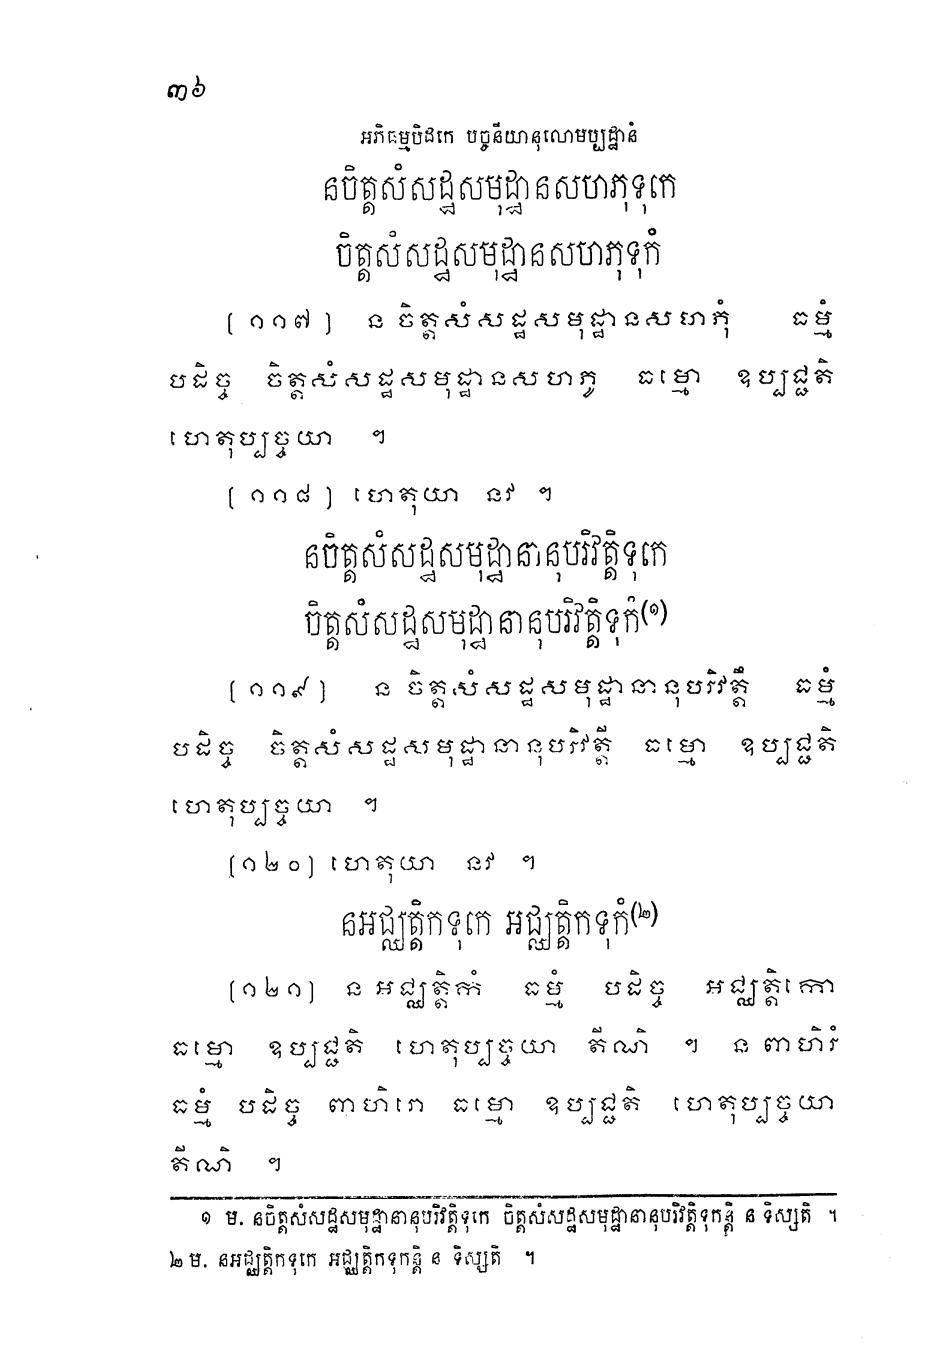 ៣៦
អភិធម្មបិដកេ បច្ចនីយានុលោមប្បដ្ឋានំ
នចិត្តសំសដ្ឋសមុដ្ឋានសហភុទុកេ
ចិត្តសំសដ្ឋសមុដ្ឋានសហភុទុកំ
[១១៧] ន ចិត្តសំសដ្ឋសមុដ្ឋានសហភុំ ធម្មំ
បដិច្ច ចិត្តសំសដ្ឋសមុដ្ឋានសហភូ ធម្មោ ឧប្បជ្ជតិ
ហេតុប្បច្ចយា ។
[១១៨] ហេតុយា នវ ។
នចិត្តសំសដ្ឋសមុដ្ឋានានុបរិវត្តិទុកេ
ចិត្តសំសដ្ឋសមុដ្ឋានានុបរិវត្តិទុកំ(១)
[១១៩] ន ចិត្តសំសដ្ឋសមុដ្ឋានានុបរិវត្តឹ ធម្មំ
បដិច្ច ចិត្តសំសដ្ឋសមុដ្ឋានានុបរិវត្តី ធម្មោ ឧប្បជ្ជតិ
ហេតុប្បច្ចយា ។
[១២០] ហេតុយា នវ ។
នអជ្ឈត្តិកទុកេ អជ្ឈត្តិកទុកំ(២)
[១២១] ន អជ្ឈត្តិកំ ធម្មំ បដិច្ច អជ្ឈត្តិកោ
ធម្មោ ឧប្បជ្ជតិ ហេតុប្បច្ចយា តីណិ ។ ន ពាហិរំ
ធម្មំ បដិច្ច ពាហិរោ ធម្មោ ឧប្បជ្ជតិ ហេតុប្បច្ចយា
តីណិ ។
១ ម. នចិត្តសំសដ្ឋសមុដ្ឋានានុបរិវត្តិទុកេ ចិត្តសំសដ្ឋសមុដ្ឋានានុបរិវត្តិទុកន្តិ ន ទិស្សតិ ។
២ ម. នអជ្ឈត្តិកទុកេ អជ្ឈត្តិកទុកន្តិ ន ទិស្សតិ ។